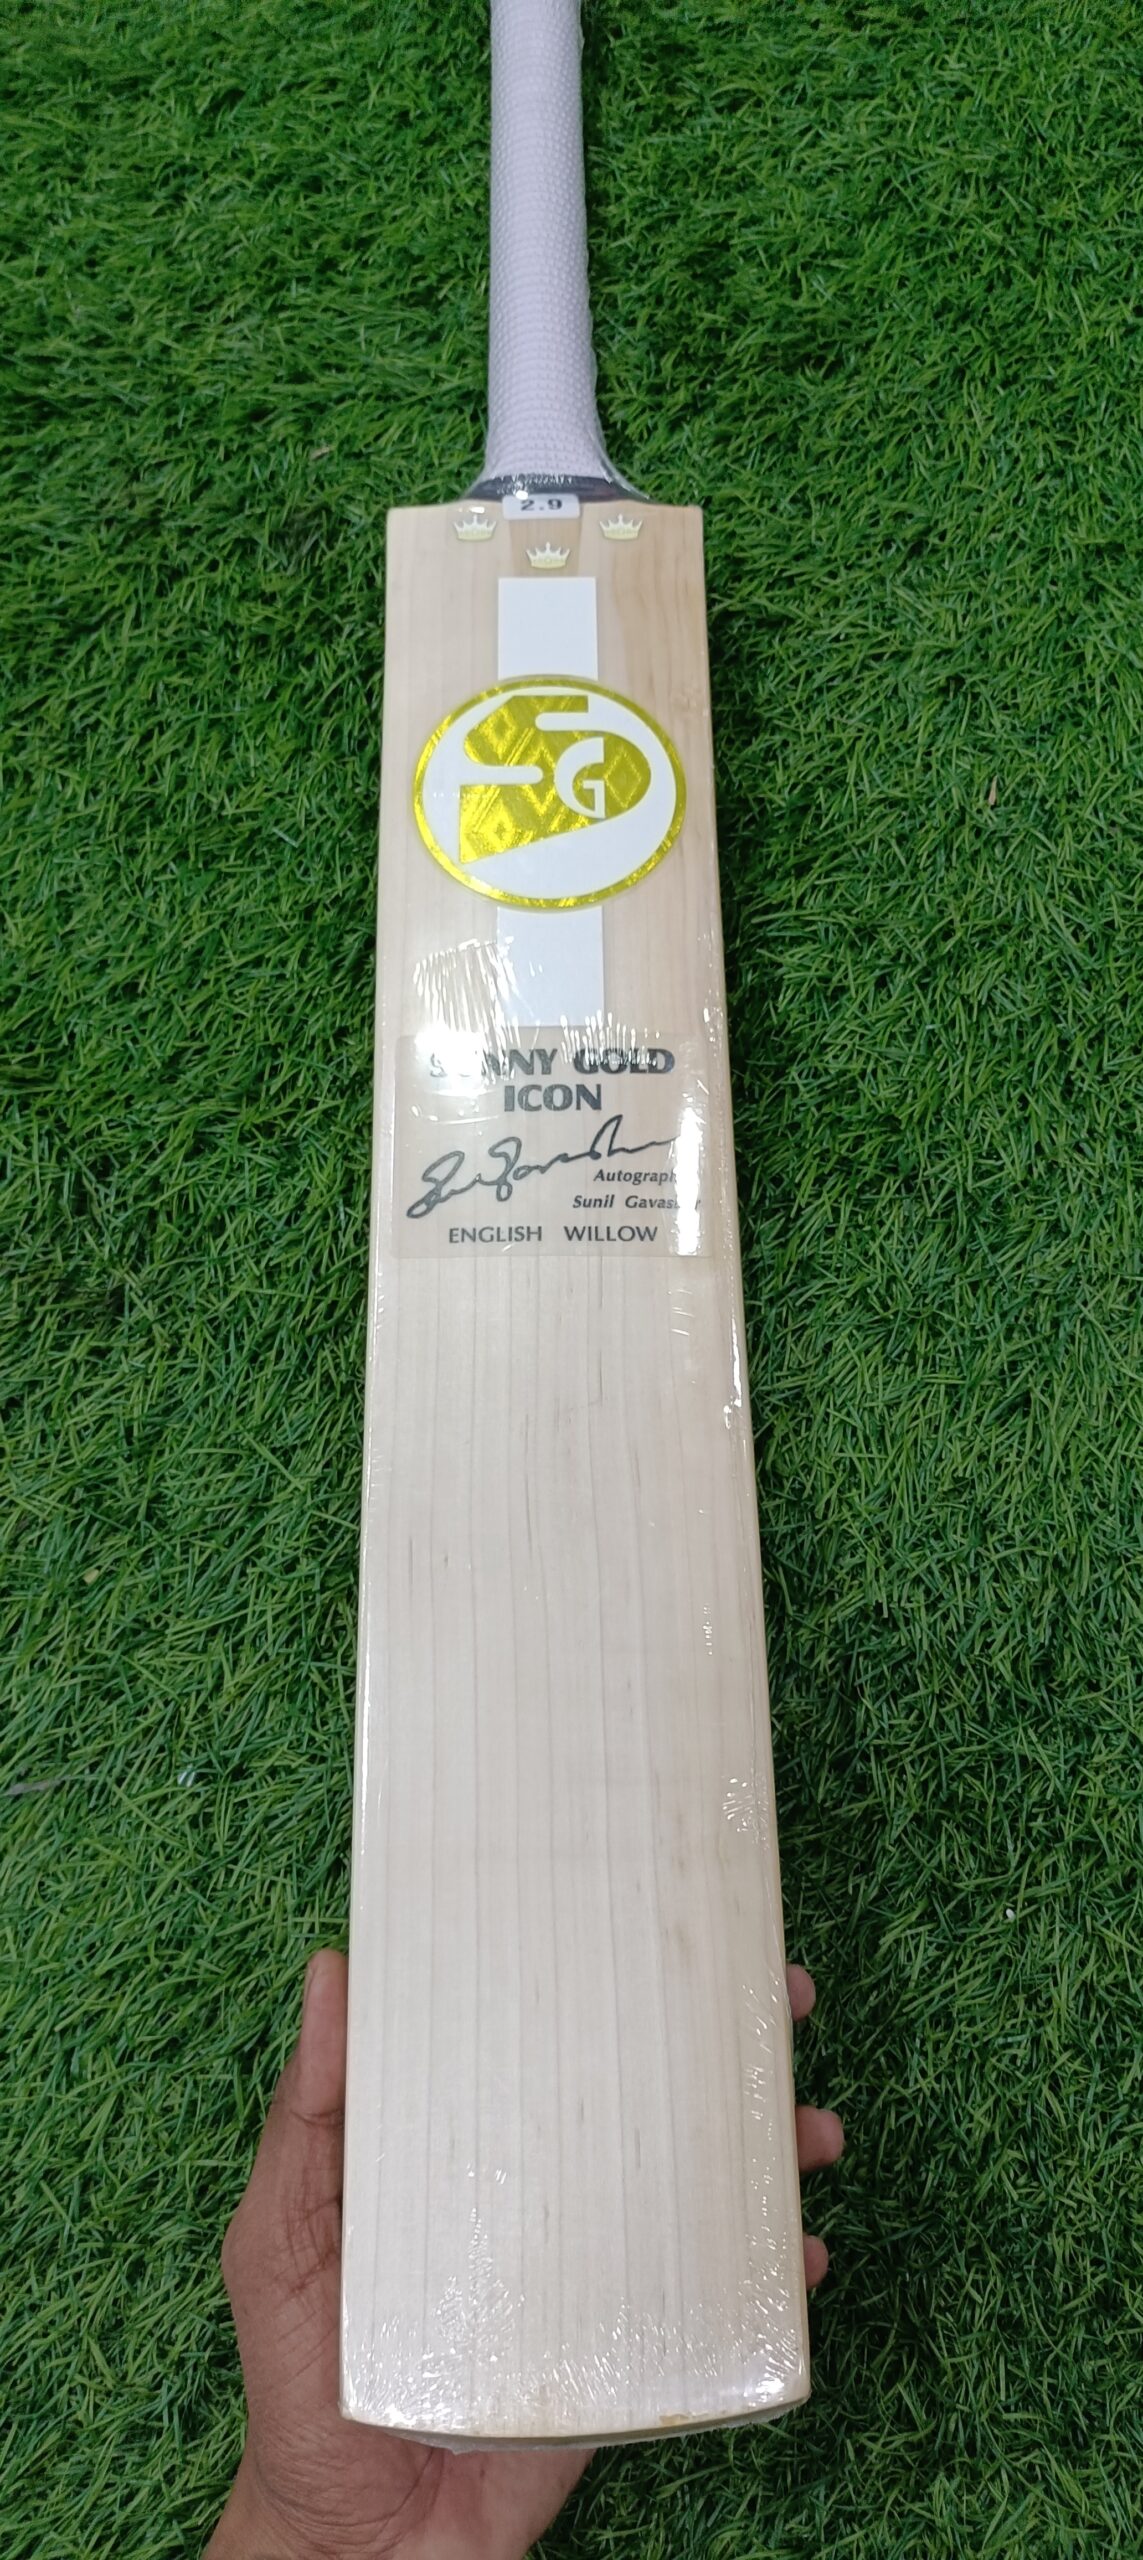 2.9
SG
SUNNY GOLD
ICON
Autograph
Sunil Gavaskar
ENGLISH WILLOW